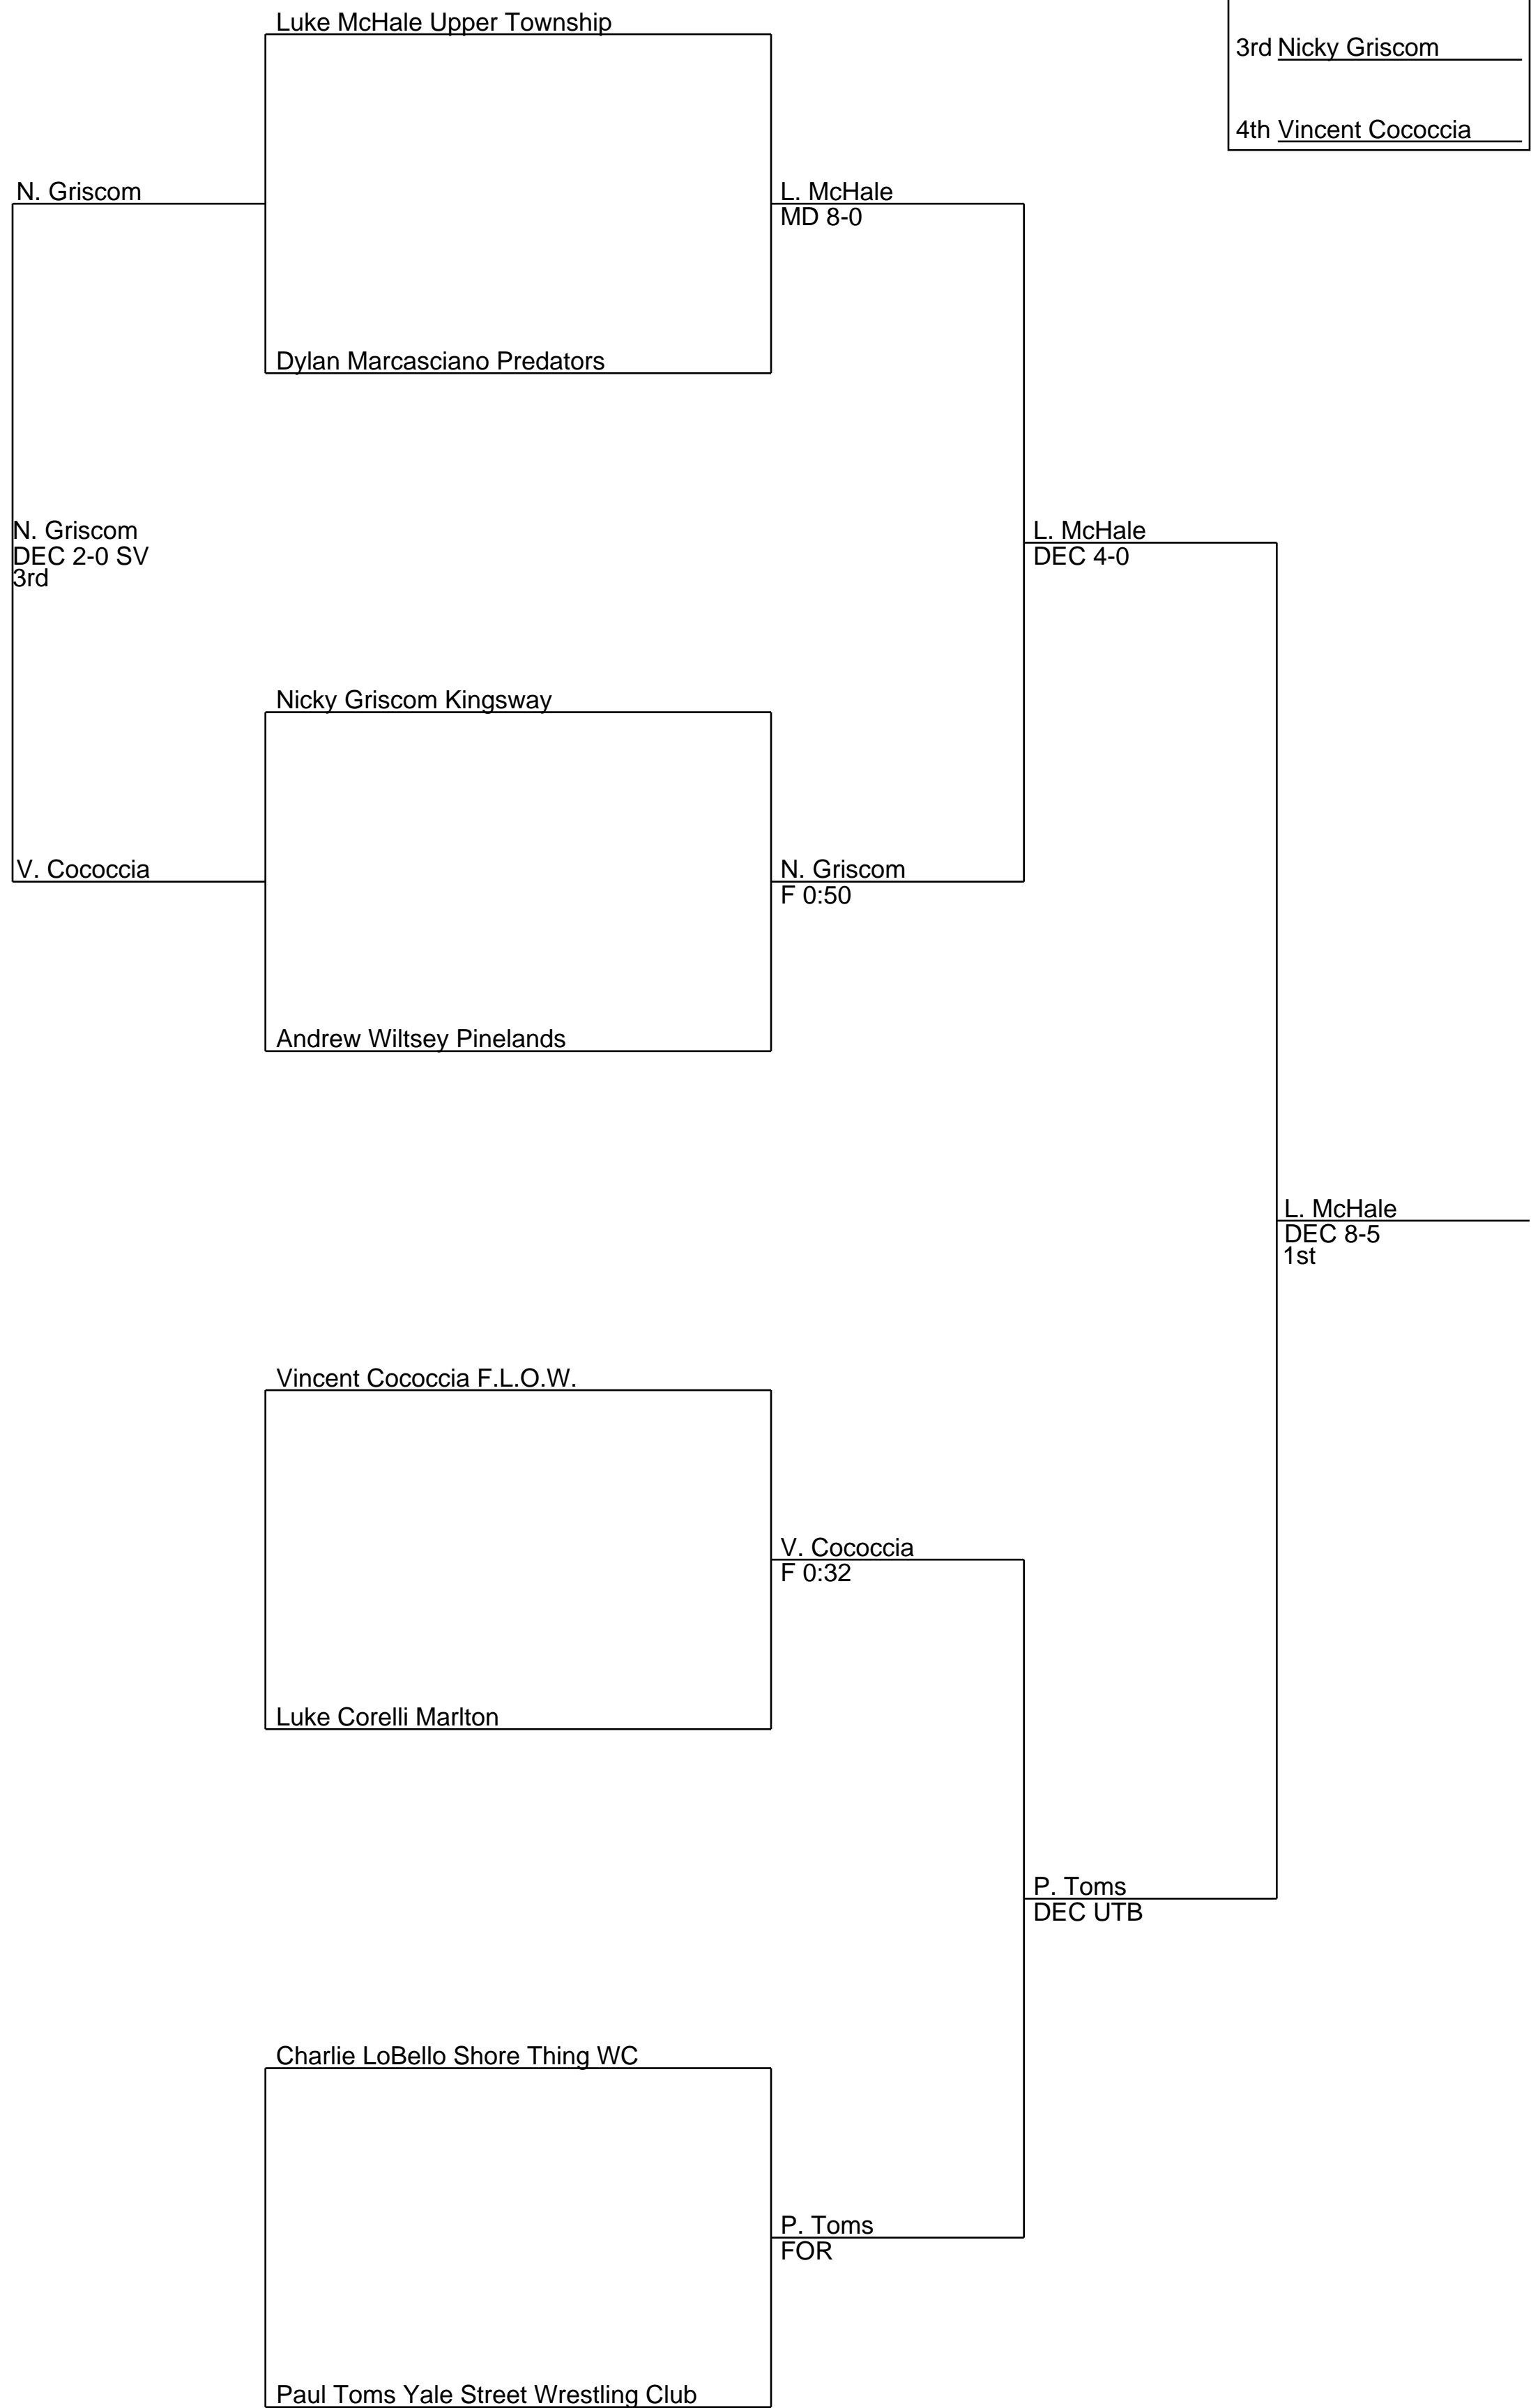 Luke McHale Upper Township
3rd Nicky Griscom
4th Vincent Cococcia
N. Griscom
L. McHale
MD 8-0
Dylan Marcasciano Predators
N. Griscom
DEC 2-0 SV
3rd
L. McHale
DEC 4-0
Nicky Griscom Kingsway
V. Cococcia
N. Griscom
F 0:50
Andrew Wiltsey Pinelands
L. McHale
DEC 8-5
1st
Vincent Cococcia F.L.O.W.
V. Cococcia
F 0:32
Luke Corelli Marlton
P. Toms
DEC UTB
Charlie LoBello Shore Thing WC
P. Toms
FOR
Paul Toms Yale Street Wrestling Club